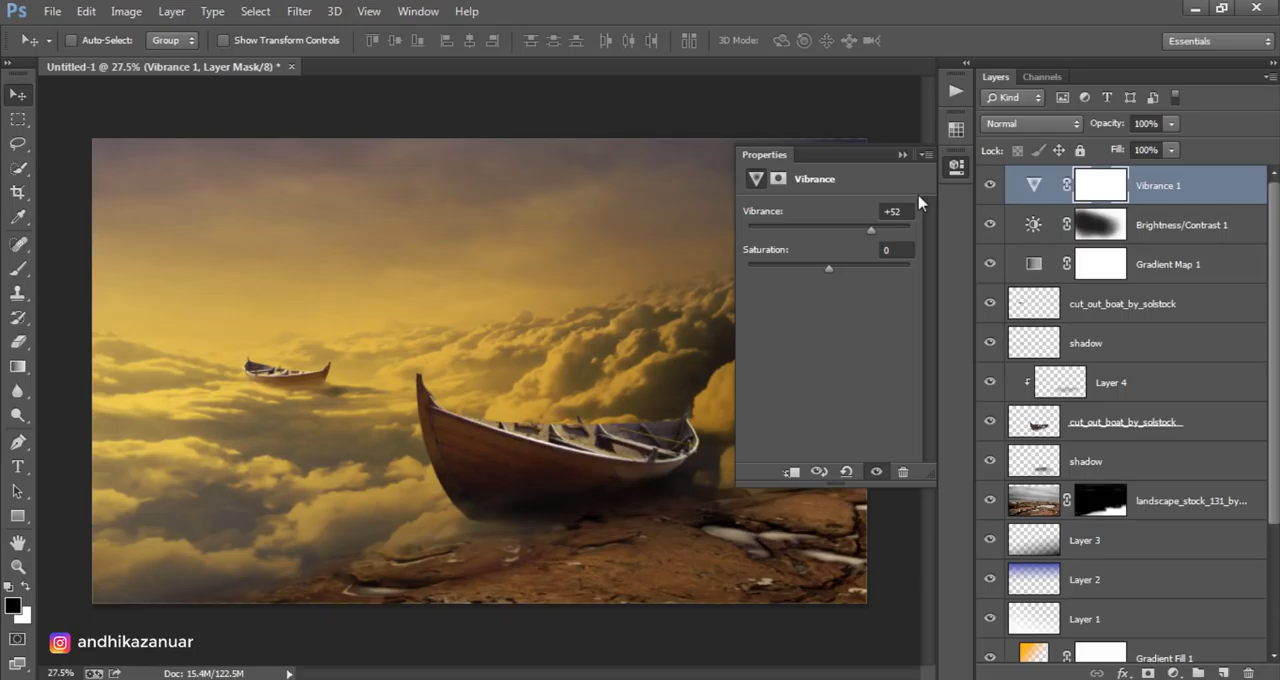 Ps File Edit Image Layer Type Select Filter 3D View Window Help
Auto-Select: Group Show Transform Controls 3D Mode: Essentials
Untitled-1 @ 27.5% (Vibrance 1, Layer Mask/8) * ×
Layers Channels
Kind
Normal Opacity: 100%
Lock: Fill: 100%
Properties
Vibrance
Vibrance: +52
Saturation: 0
Vibrance 1
Brightness/Contrast 1
Gradient Map 1
cut_out_boat_by_solstock
shadow
Layer 4
cut_out_boat_by_solstock
shadow
landscape_stock_131_by...
Layer 3
Layer 2
Layer 1
Gradient Fill 1
andhikazanuar
27.5% Doc: 15.4M/122.5M
fx